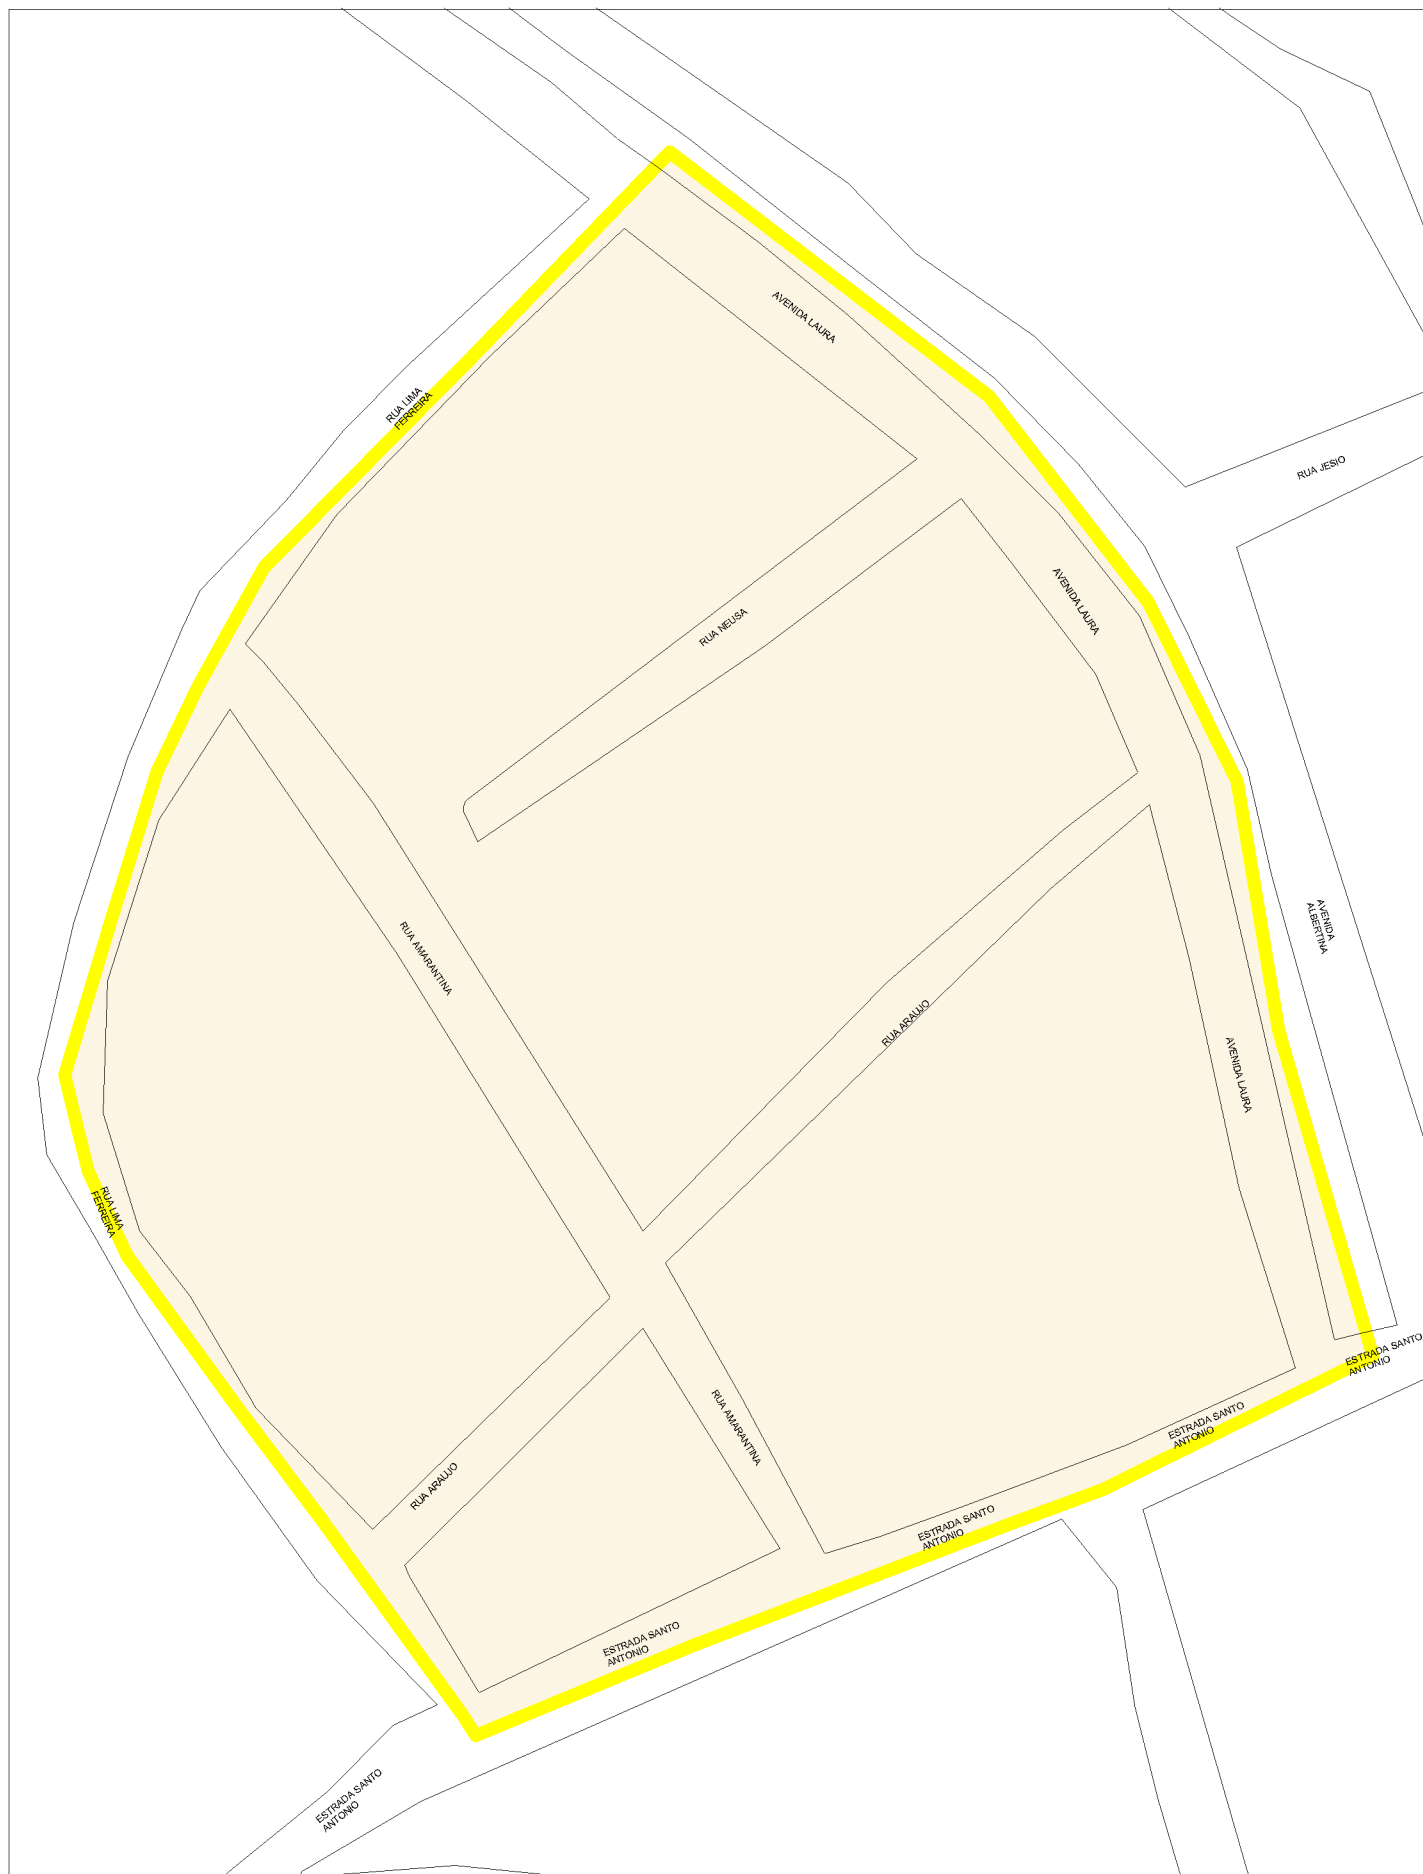 AVENIDA LAURA
RUA LIMA
FERREIRA
RUA JESIO
AVENIDA LAURA
RUA NEUSA
AVENIDA
ALBERTINA
RUA AMARANTINA
RUA ARAUJO
AVENIDA LAURA
RUA LIMA
FERREIRA
ESTRADA SANTO
ANTONIO
RUA AMARANTINA
ESTRADA SANTO
ANTONIO
RUA ARAUJO
ESTRADA SANTO
ANTONIO
ESTRADA SANTO
ANTONIO
ESTRADA SANTO
ANTONIO